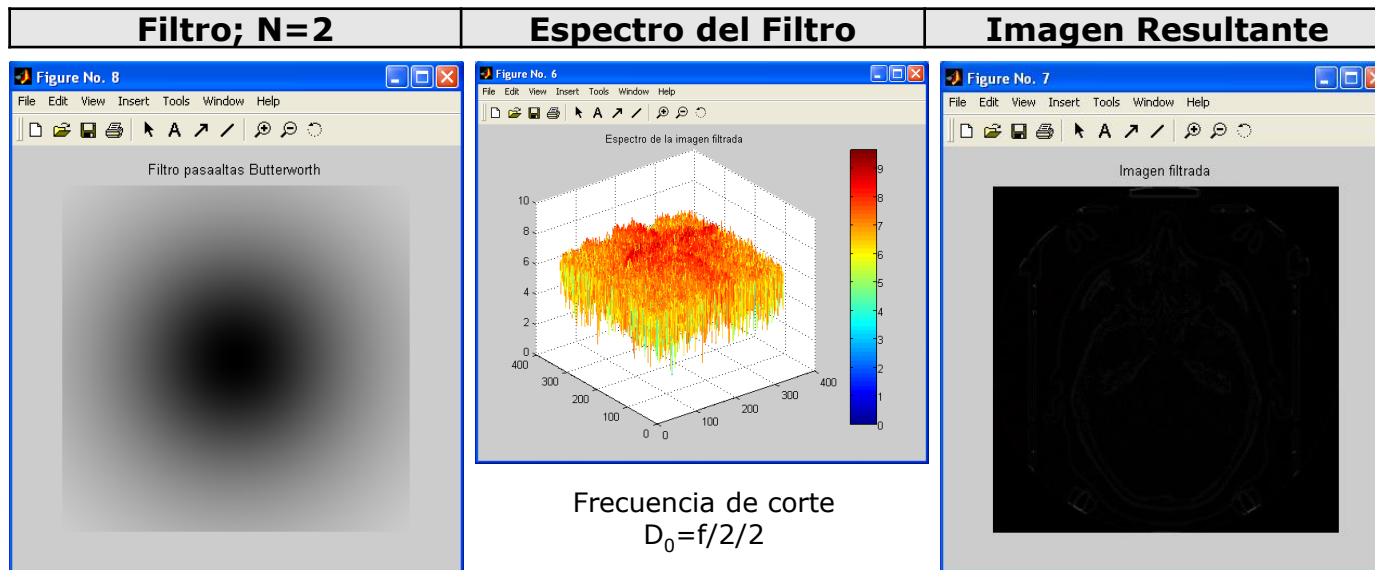 Filtro; N=2
Espectro del Filtro
Imagen Resultante
Figure No. 8
File Edit View Insert Tools Window Help
Filtro pasaaltas Butterworth
Figure No. 6
File Edit View Insert Tools Window Help
Espectro de la imagen filtrada
10
8
6
4
2
0
400
300
200
100
0
0
100
200
300
400
9
8
7
6
5
4
3
2
1
0
Frecuencia de corte
D₀=f/2/2
Figure No. 7
File Edit View Insert Tools Window Help
Imagen filtrada